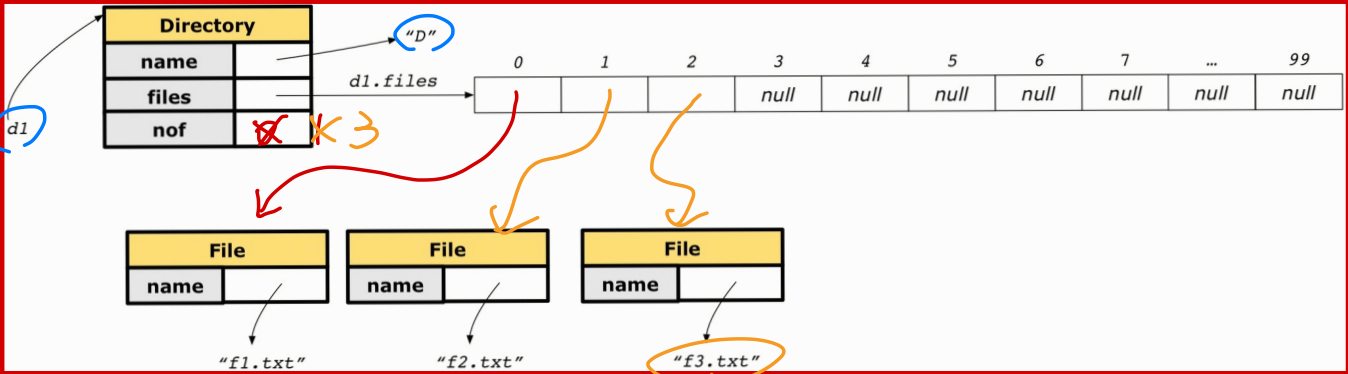 Directory
name
"D"
files
d1.files
0 1 2 3 4 5 6 7 ... 99
null null null null null null null
d1
nof
3
File File File
name name name
"f1.txt" "f2.txt" "f3.txt"